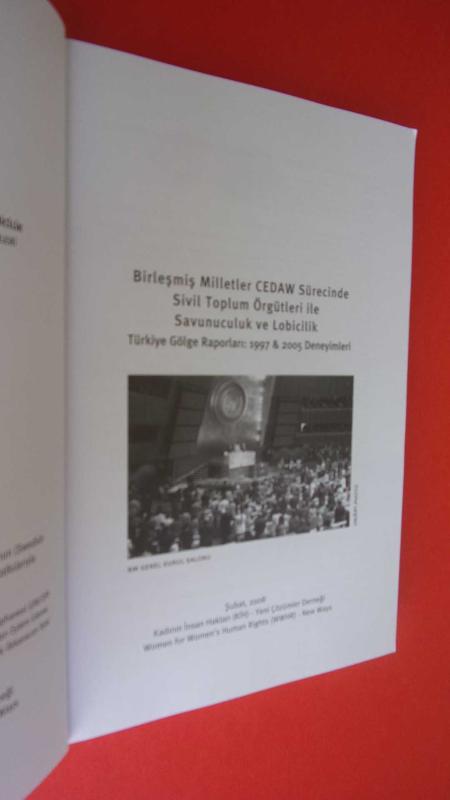 Birleşmiş Milletler CEDAW Sürecinde
Sivil Toplum Örgütleri ile
Savunuculuk ve Lobicilik
Türkiye Gölge Raporları: 1997 & 2005 Deneyimleri
BM GENEL KURUL SALONU
Şubat, 2008
Kadının İnsan Hakları (KİH) - Yeni Çözümler Derneği
Women for Women's Human Rights (WWHR) - New Ways